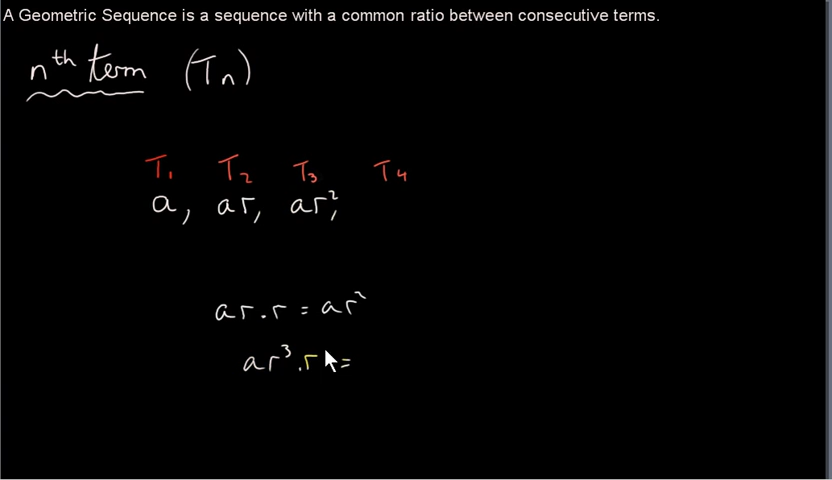 A Geometric Sequence is a sequence with a common ratio between consecutive terms.
nᵗʰ term (Tₙ)
T₁ T₂ T₃ T₄
a, ar, ar²,
ar.r = ar²
ar³.r =